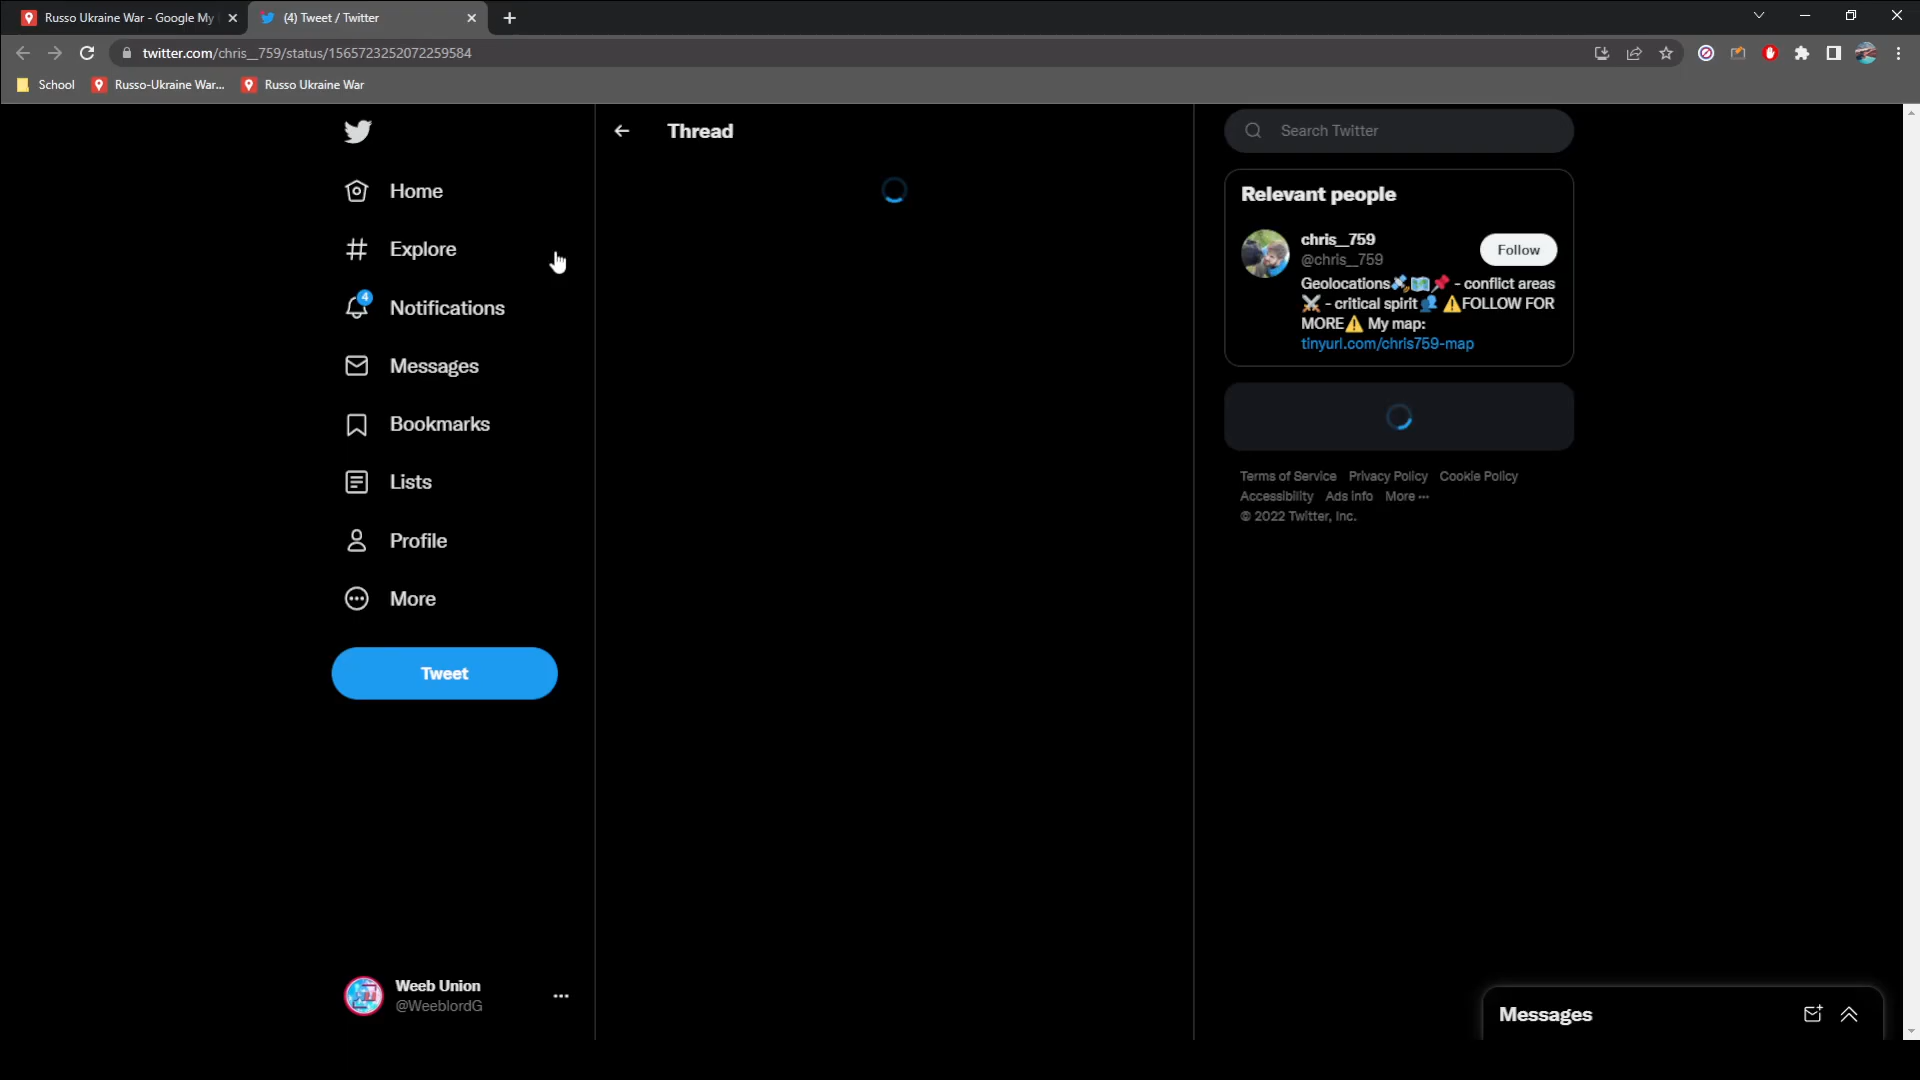 Russo Ukraine War - Google My
(4) Tweet / Twitter
twitter.com/chris__759/status/1565723252072259584
School
Russo-Ukraine War...
Russo Ukraine War
Home
Explore
4
Notifications
Messages
Bookmarks
Lists
Profile
More
Tweet
Weeb Union
@WeeblordG
Thread
Search Twitter
Relevant people
chris__759
@chris__759
Follow
Geolocations🛰️🗺️📌 - conflict areas
⚔️ - critical spirit👥 ⚠️FOLLOW FOR
MORE⚠️ My map:
tinyurl.com/chris759-map
Terms of Service Privacy Policy Cookie Policy
Accessibility Ads info More ···
© 2022 Twitter, Inc.
Messages